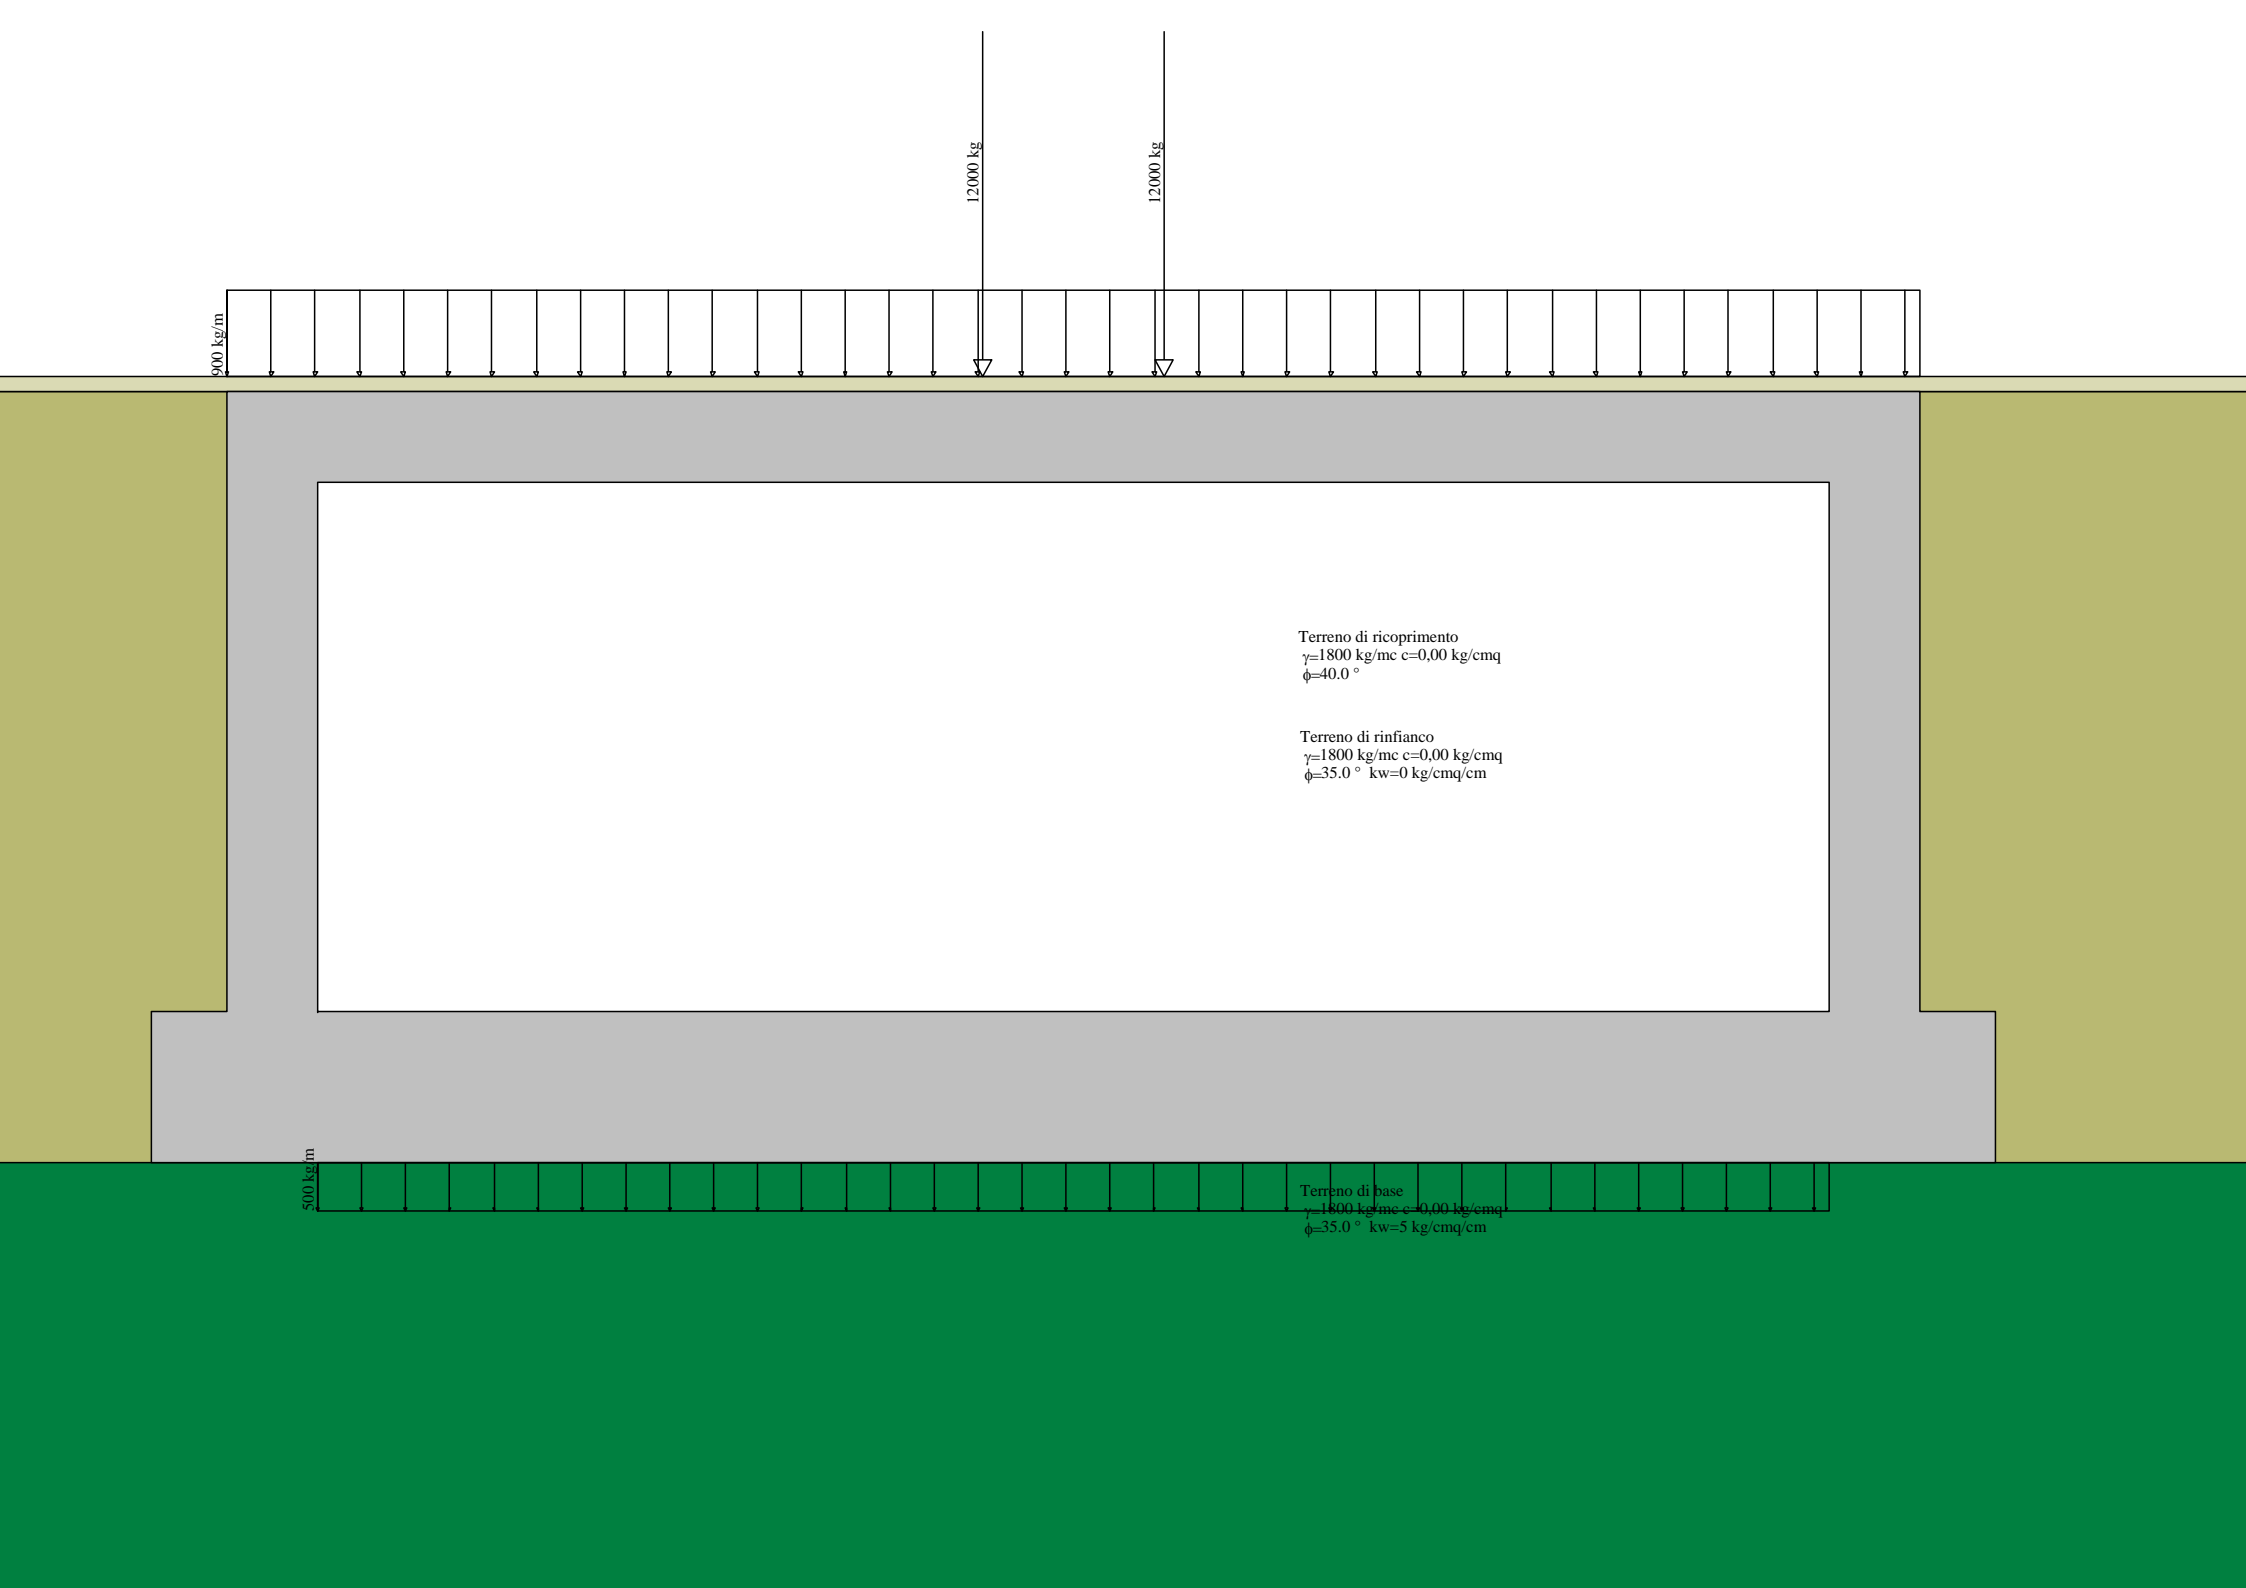 12000 kg
12000 kg
900 kg/m
Terreno di ricoprimento
γ=1800 kg/mc c=0,00 kg/cmq
ϕ=40.0 °
Terreno di rinfianco
γ=1800 kg/mc c=0,00 kg/cmq
ϕ=35.0 ° kw=0 kg/cmq/cm
500 kg/m
Terreno di base
γ=1800 kg/mc c=0,00 kg/cmq
ϕ=35.0 ° kw=5 kg/cmq/cm